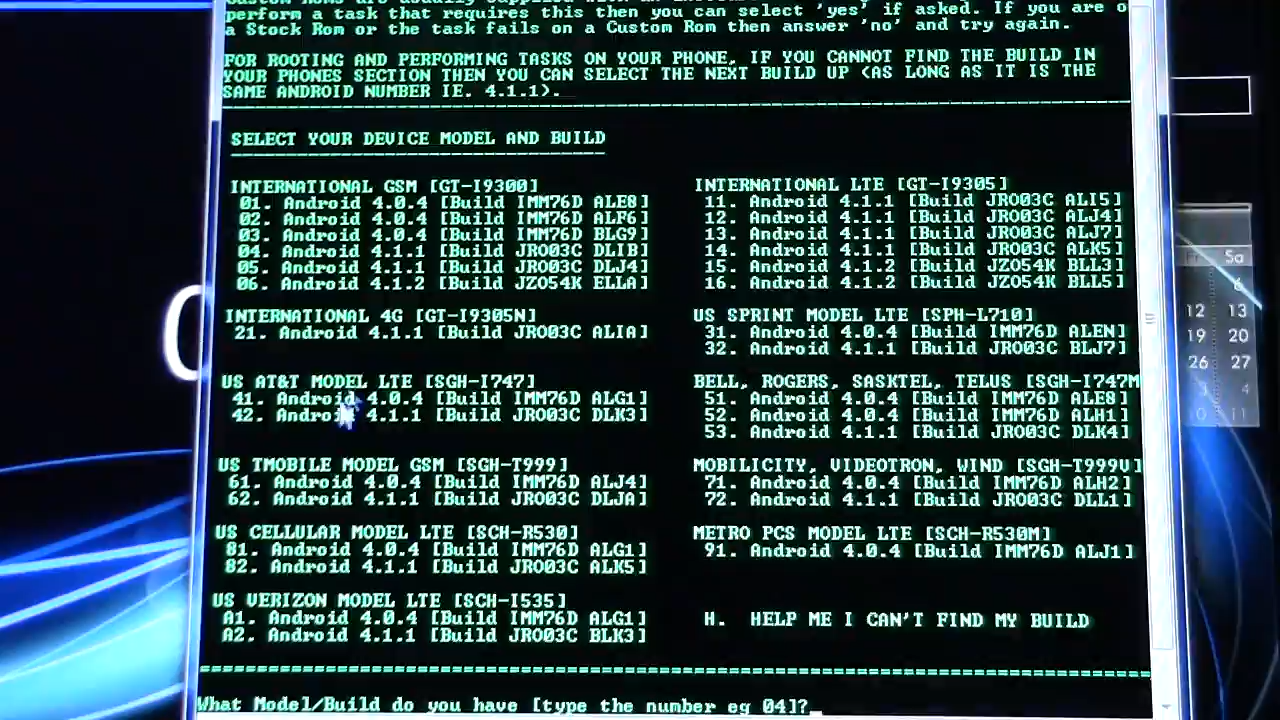 perform a task that requires this then you can select 'yes' if asked. If you are o
a Stock Rom or the task fails on a Custom Rom then answer 'no' and try again.
FOR ROOTING AND PERFORMING TASKS ON YOUR PHONE, IF YOU CANNOT FIND THE BUILD IN
YOUR PHONES SECTION THEN YOU CAN SELECT THE NEXT BUILD UP (AS LONG AS IT IS THE
SAME ANDROID NUMBER IE. 4.1.1).
SELECT YOUR DEVICE MODEL AND BUILD
INTERNATIONAL GSM [GT-I9300]
01. Android 4.0.4 [Build IMM76D ALE8]
02. Android 4.0.4 [Build IMM76D ALF6]
03. Android 4.0.4 [Build IMM76D BLG9]
04. Android 4.1.1 [Build JRO03C DLIB]
05. Android 4.1.1 [Build JRO03C DLJ4]
06. Android 4.1.2 [Build JZO54K ELLA]
INTERNATIONAL LTE [GT-I9305]
11. Android 4.1.1 [Build JRO03C ALI5]
12. Android 4.1.1 [Build JRO03C ALJ4]
13. Android 4.1.1 [Build JRO03C ALJ7]
14. Android 4.1.1 [Build JRO03C ALK5]
15. Android 4.1.2 [Build JZO54K BLL3]
16. Android 4.1.2 [Build JZO54K BLL5]
INTERNATIONAL 4G [GT-I9305N]
21. Android 4.1.1 [Build JRO03C ALIA]
US SPRINT MODEL LTE [SPH-L710]
31. Android 4.0.4 [Build IMM76D ALEN]
32. Android 4.1.1 [Build JRO03C BLJ7]
US AT&T MODEL LTE [SGH-I747]
41. Android 4.0.4 [Build IMM76D ALG1]
42. Android 4.1.1 [Build JRO03C DLK3]
BELL, ROGERS, SASKTEL, TELUS [SGH-I747M
51. Android 4.0.4 [Build IMM76D ALE8]
52. Android 4.0.4 [Build IMM76D ALH1]
53. Android 4.1.1 [Build JRO03C DLK4]
US TMOBILE MODEL GSM [SGH-T999]
61. Android 4.0.4 [Build IMM76D ALJ4]
62. Android 4.1.1 [Build JRO03C DLJA]
MOBILICITY, VIDEOTRON, WIND [SGH-T999V]
71. Android 4.0.4 [Build IMM76D ALH2]
72. Android 4.1.1 [Build JRO03C DLL1]
US CELLULAR MODEL LTE [SCH-R530]
81. Android 4.0.4 [Build IMM76D ALG1]
82. Android 4.1.1 [Build JRO03C ALK5]
METRO PCS MODEL LTE [SCH-R530M]
91. Android 4.0.4 [Build IMM76D ALJ1]
US VERIZON MODEL LTE [SCH-I535]
A1. Android 4.0.4 [Build IMM76D ALG1]
A2. Android 4.1.1 [Build JRO03C BLK3]
H. HELP ME I CAN'T FIND MY BUILD
What Model/Build do you have [type the number eg 04]?
Sa
6
12 13
19 20
26 27